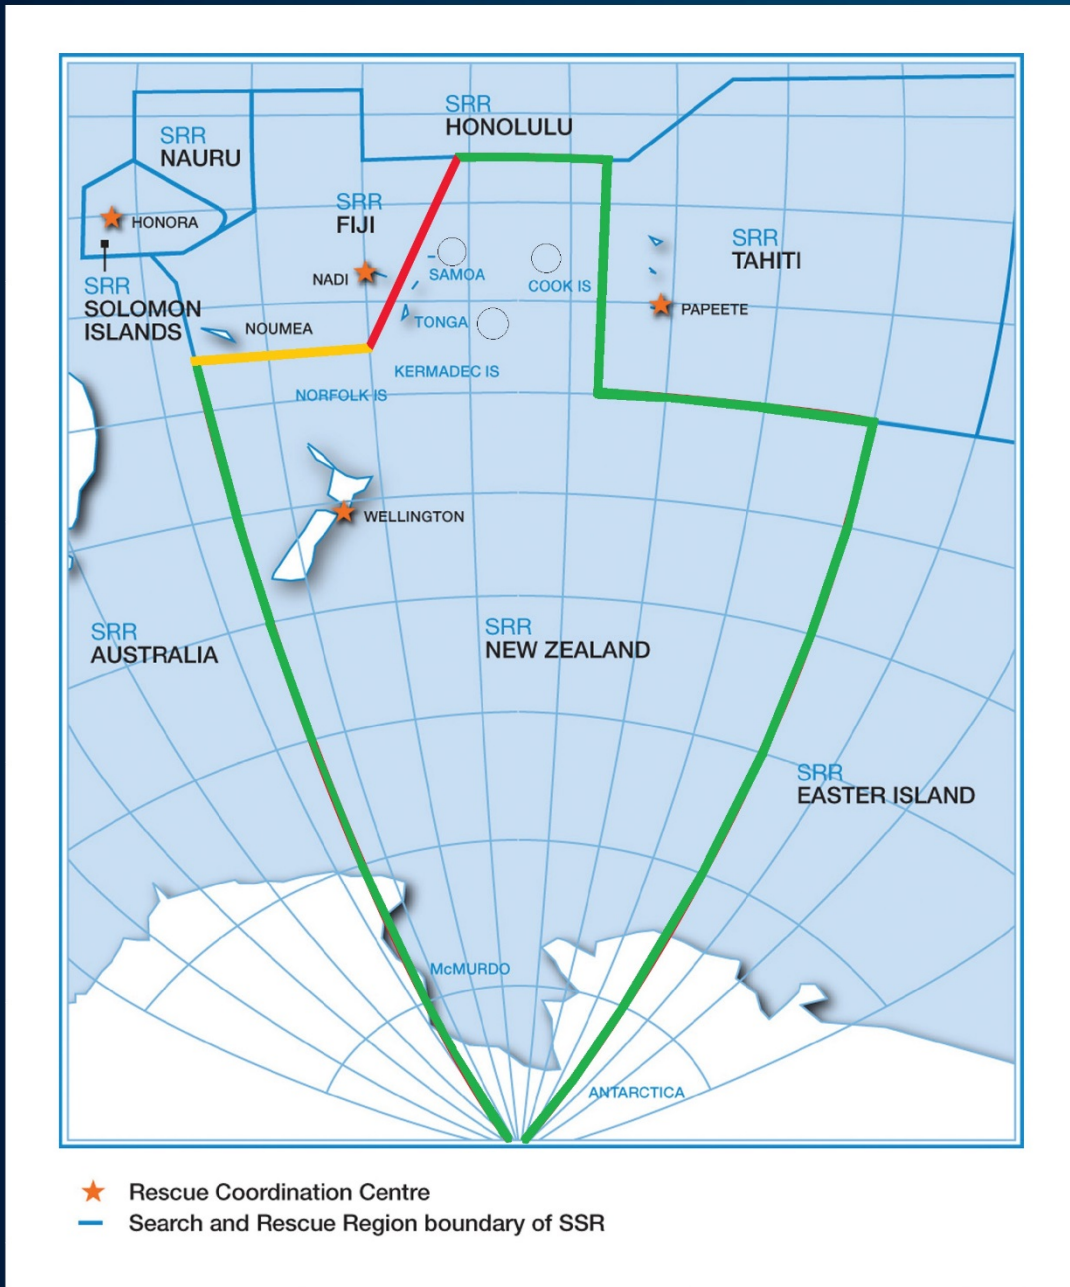 SRR
HONOLULU
SRR
NAURU
HONORA
SRR
FIJI
SRR
TAHITI
NADI
SAMOA
COOK IS
SRR
SOLOMON
ISLANDS
NOUMEA
TONGA
PAPEETE
KERMADEC IS
NORFOLK IS
WELLINGTON
SRR
AUSTRALIA
SRR
NEW ZEALAND
SRR
EASTER ISLAND
McMURDO
ANTARCTICA
Rescue Coordination Centre
Search and Rescue Region boundary of SSR